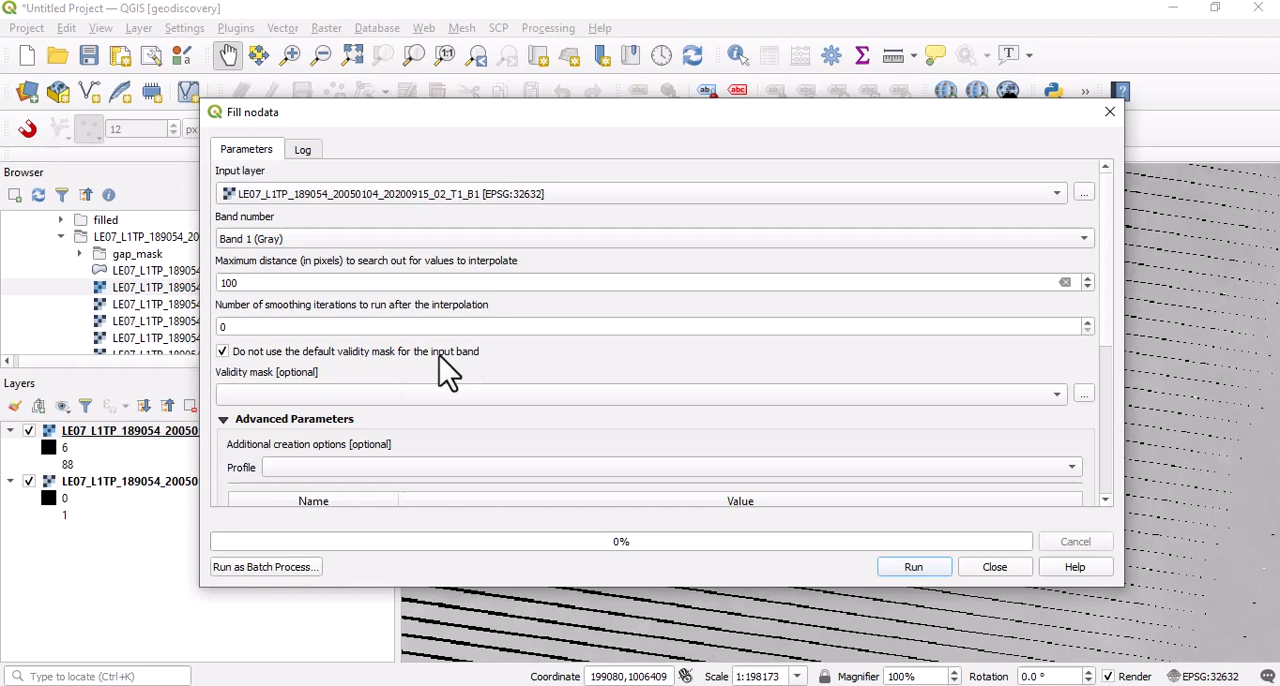 *Untitled Project — QGIS [geodiscovery]
Project Edit View Layer Settings Plugins Vector Raster Database Web Mesh SCP Processing Help
12 px
Fill nodata
Parameters Log
Input layer
LE07_L1TP_189054_20050104_20200915_02_T1_B1 [EPSG:32632]
Band number
Band 1 (Gray)
Maximum distance (in pixels) to search out for values to interpolate
100
Number of smoothing iterations to run after the interpolation
0
Do not use the default validity mask for the input band
Validity mask [optional]
Advanced Parameters
Additional creation options [optional]
Profile
Name Value
0%
Cancel
Run as Batch Process...
Run
Close
Help
Browser
filled
LE07_L1TP_189054_20
gap_mask
LE07_L1TP_189054
LE07_L1TP_189054
LE07_L1TP_189054
LE07_L1TP_189054
LE07_L1TP_189054
LE07_L1TP_189054
Layers
LE07_L1TP_189054_20050
6
88
LE07_L1TP_189054_20050
0
1
Type to locate (Ctrl+K)
Coordinate 199080,1006409 Scale 1:198173 Magnifier 100% Rotation 0.0 ° Render EPSG:32632